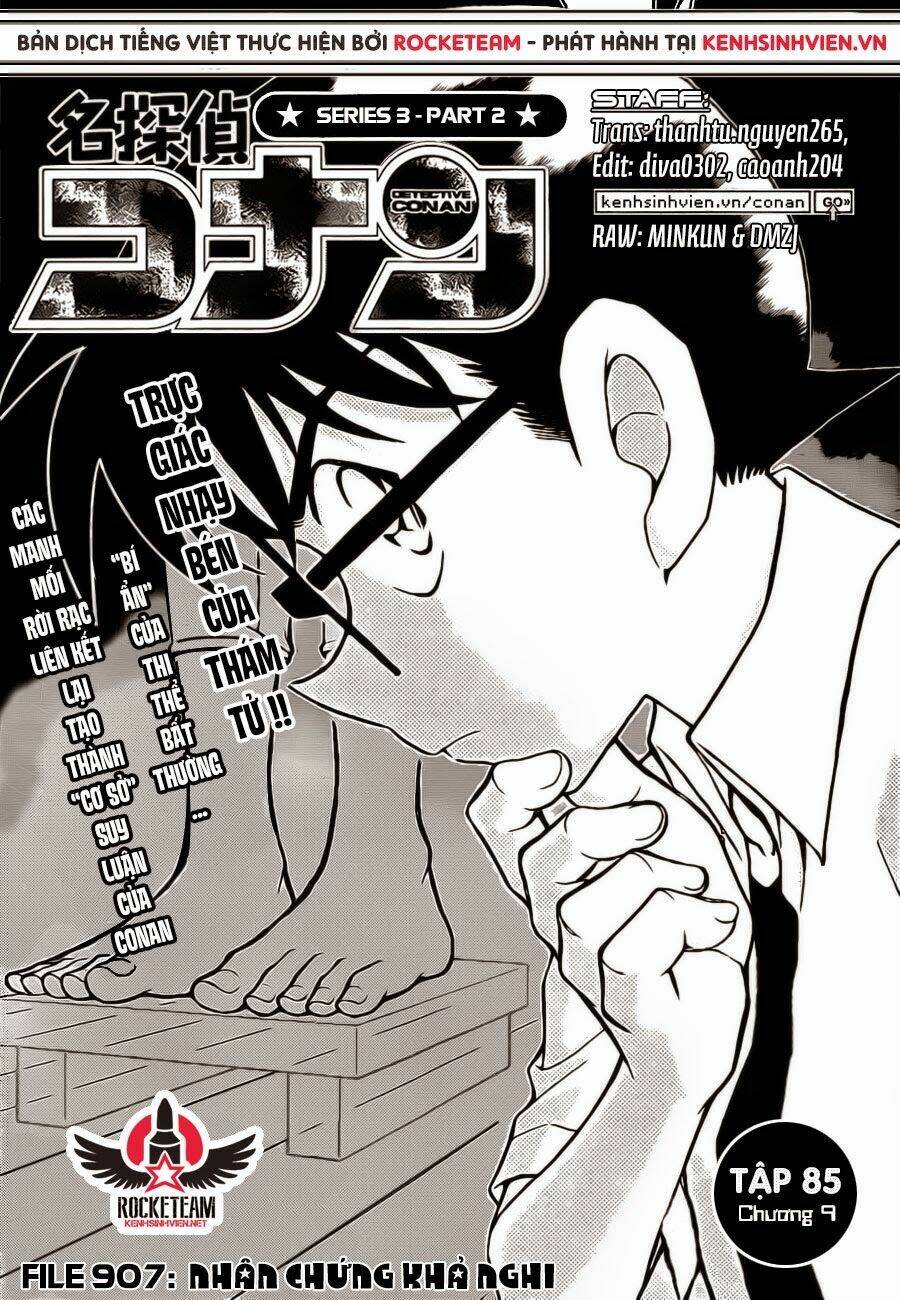 BẢN DỊCH TIẾNG VIỆT THỰC HIỆN BỞI ROCKETEAM - PHÁT HÀNH TẠI KENHSINHVIEN.VN
名探偵
★ SERIES 3 - PART 2 ★
コナン
DETECTIVE
CONAN
STAFF:
Trans: thanhtu.nguyen265,
Edit: diva0302, caoanh204
kenhsinhvien.vn/conan GO»
RAW: MINKUN & DMZJ
TRỰC
GIÁC
NHẠY
BÉN
CỦA
THÁM
TỬ !!
"BÍ
ẨN"
CỦA
THI
THỂ
BẤT
THƯỜNG
...
CÁC
MANH
MỐI
RỜI RẠC
LIÊN KẾT
LẠI
TẠO
THÀNH
"CƠ SỞ"
SUY
LUẬN
CỦA
CONAN
ROCKETEAM
KENHSINHVIEN.NET
TẬP 85
Chương 9
FILE 907: NHÂN CHỨNG KHẢ NGHI